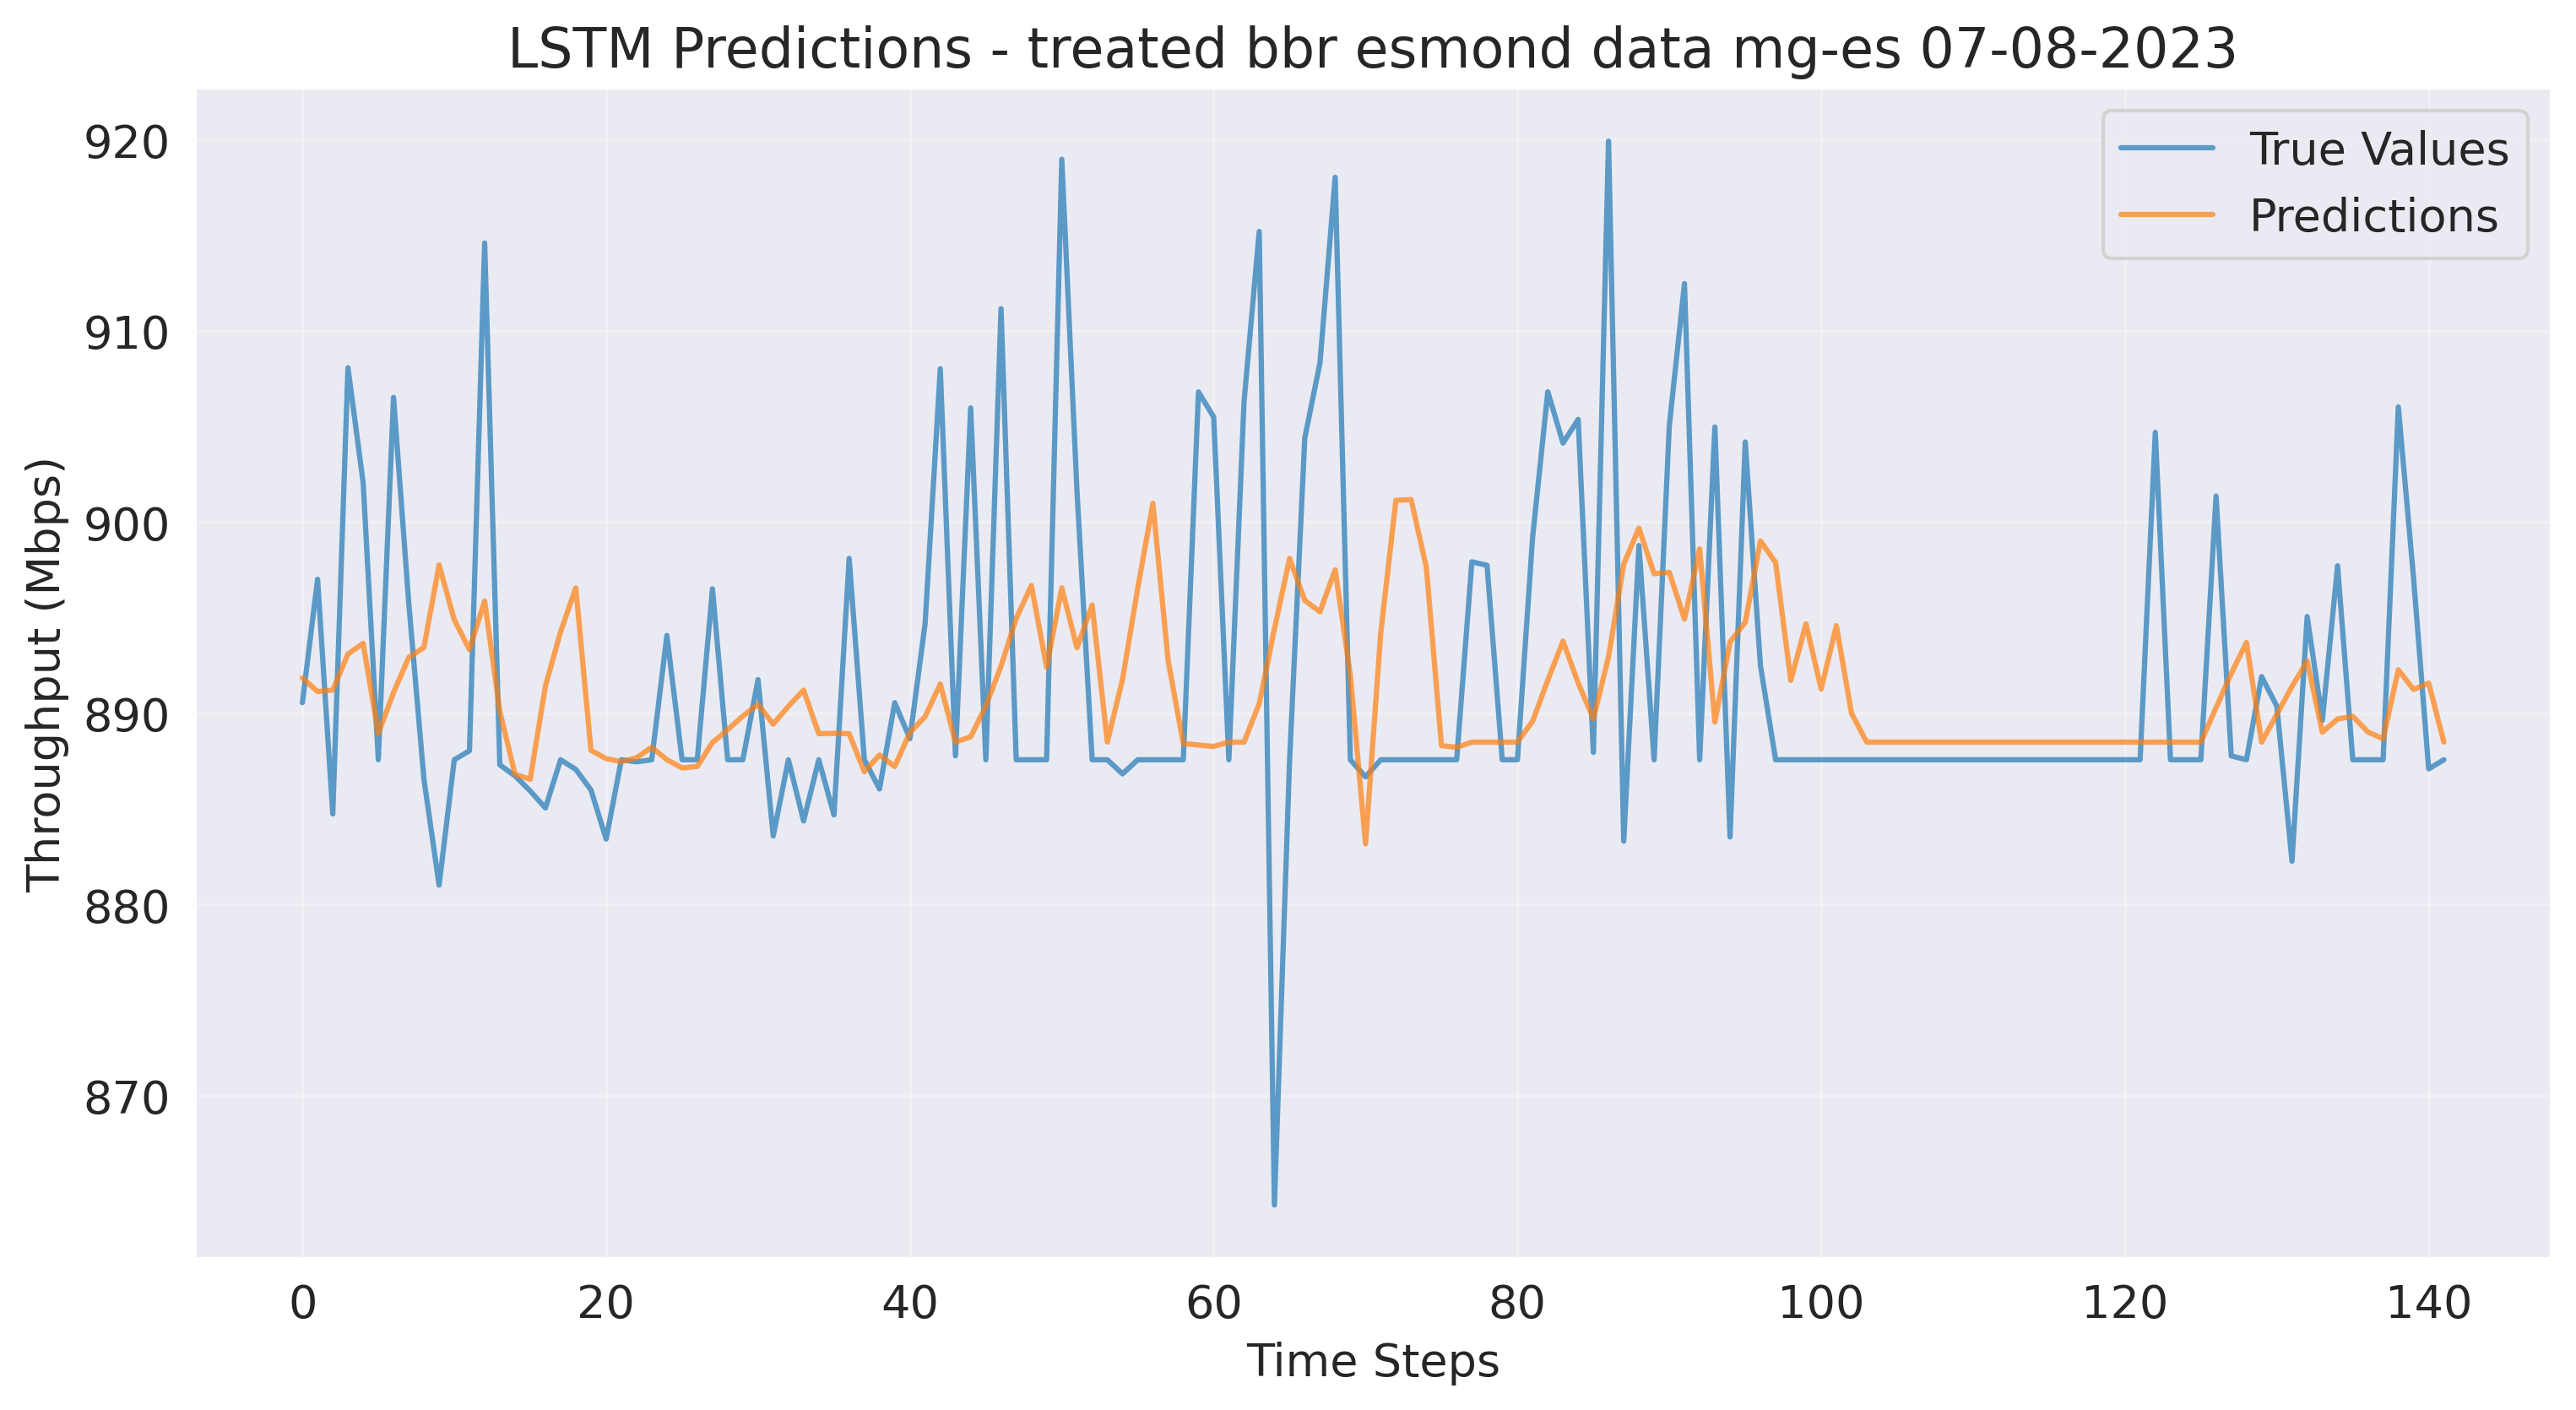 LSTM Predictions - treated bbr esmond data mg-es 07-08-2023
True Values
Predictions
Throughput (Mbps)
920
910
900
890
880
870
0 20 40 60 80 100 120 140
Time Steps